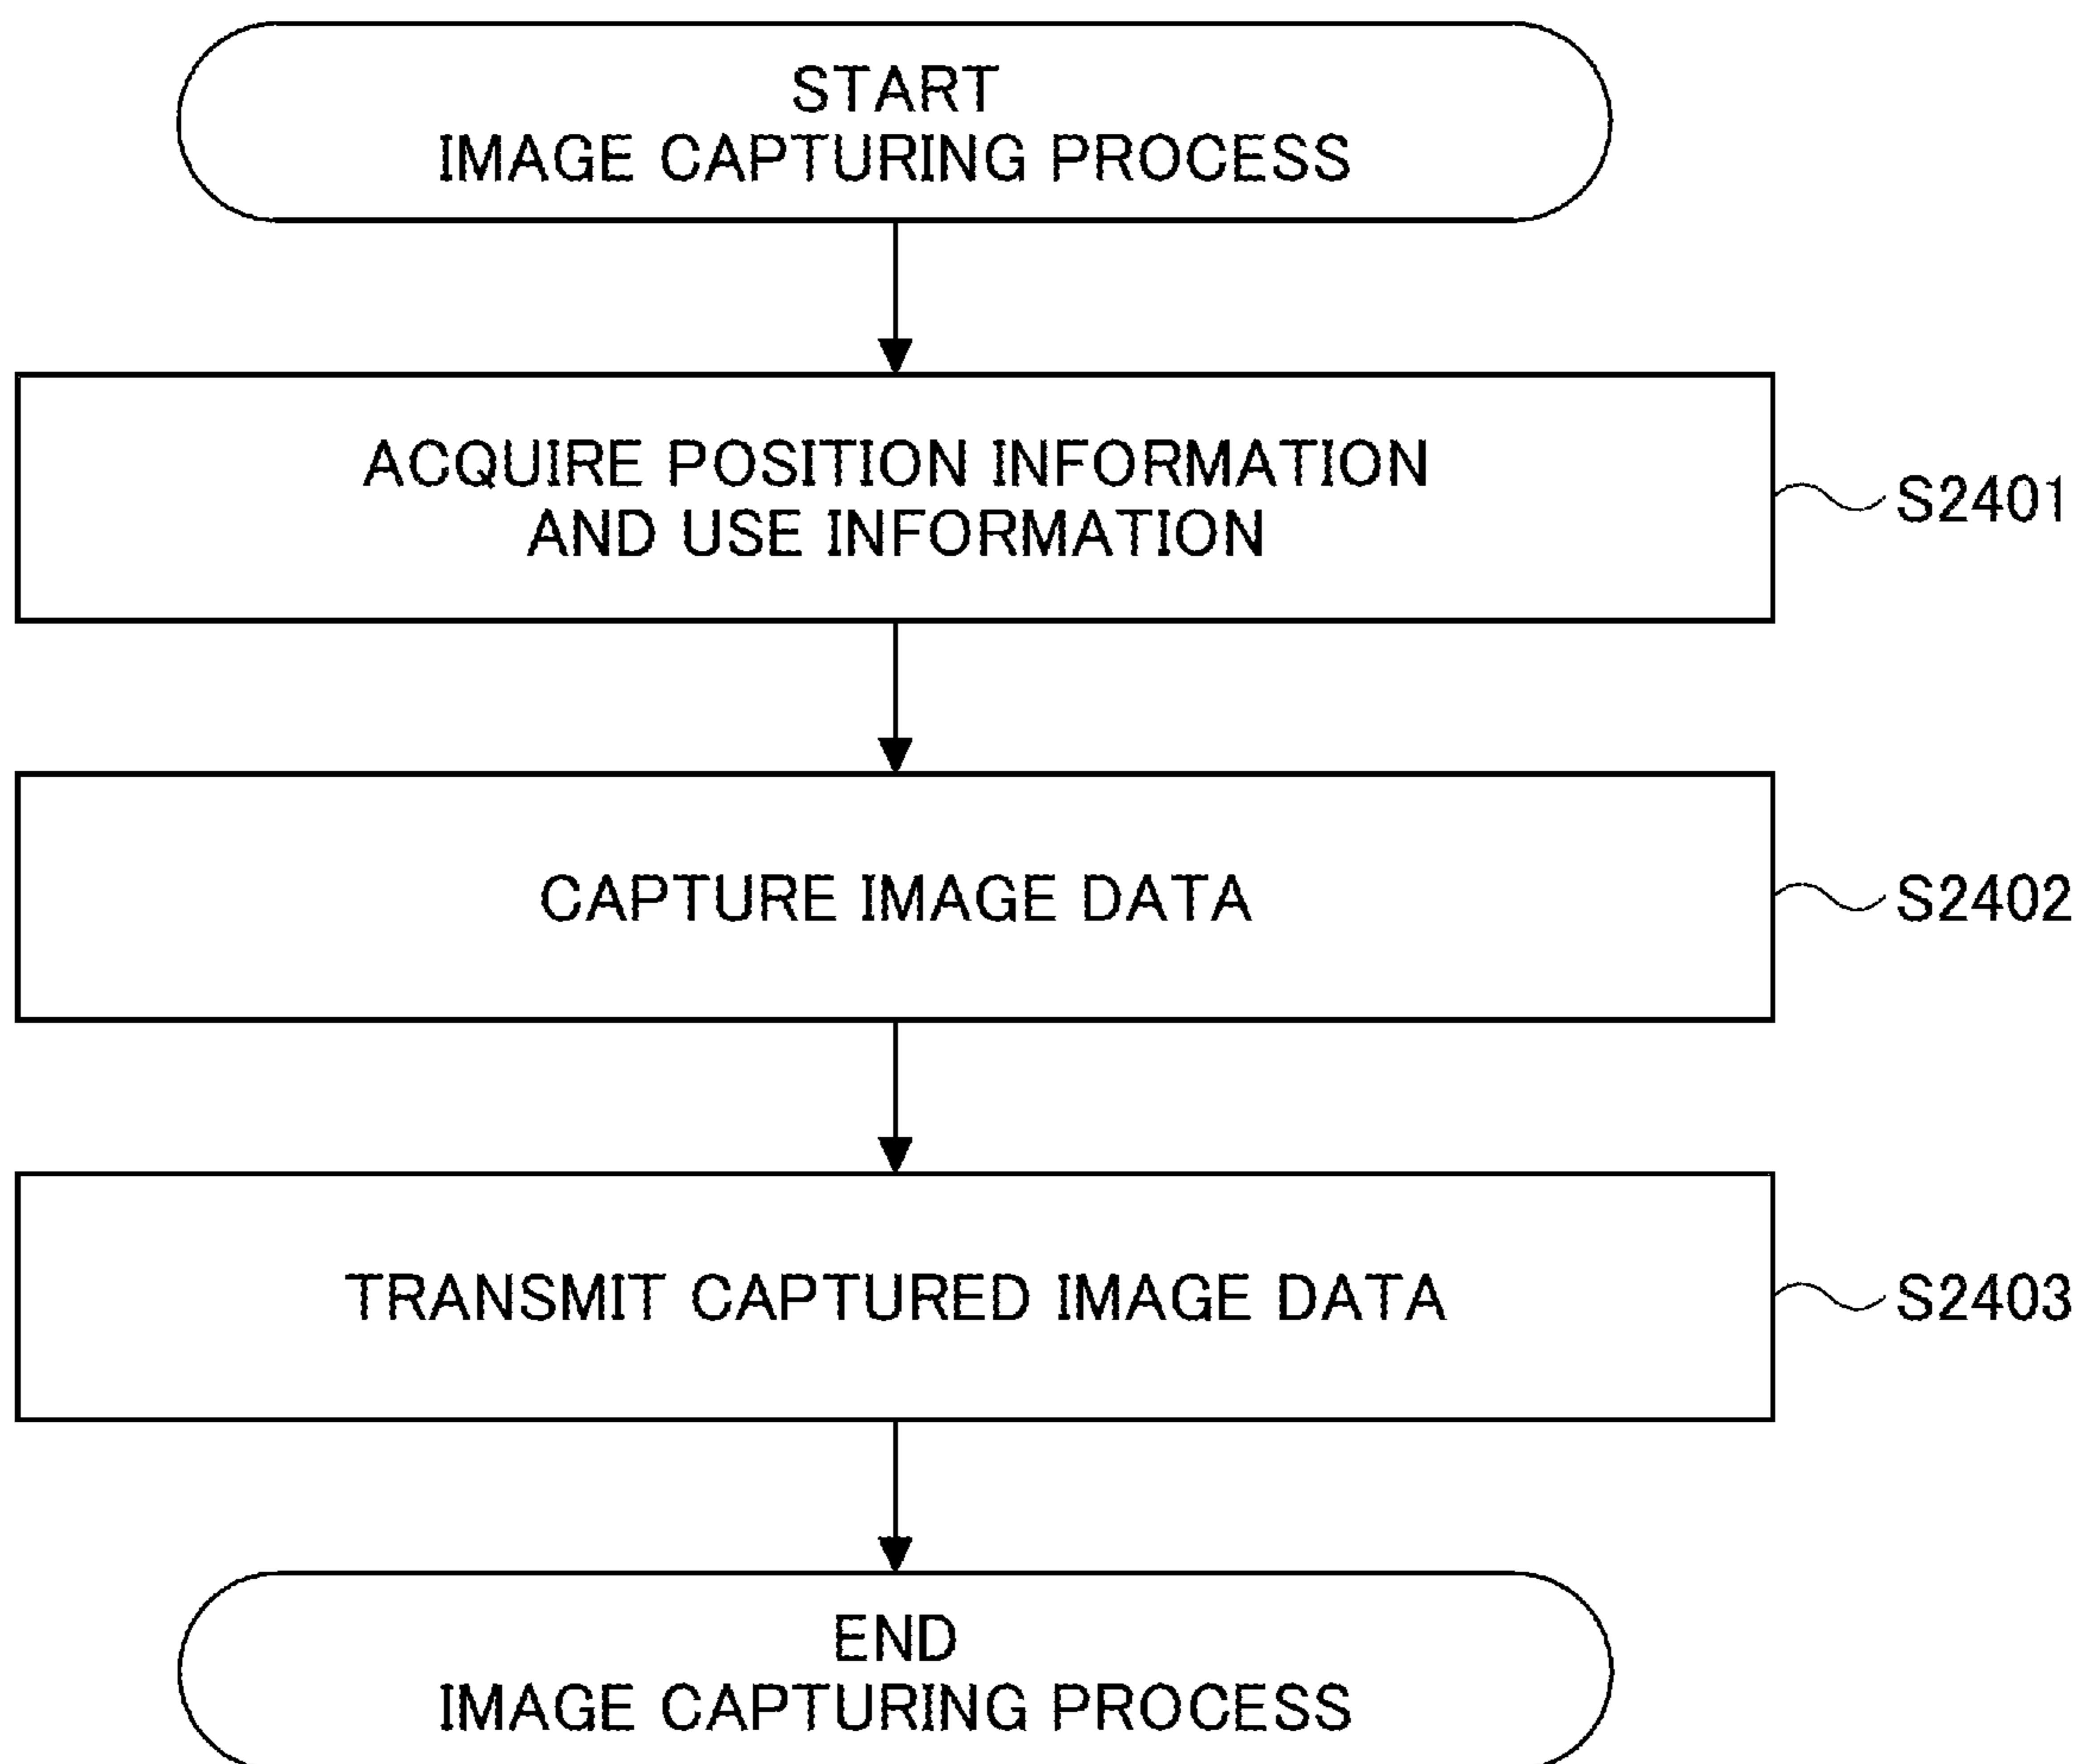 START
IMAGE CAPTURING PROCESS
ACQUIRE POSITION INFORMATION
AND USE INFORMATION
S2401
CAPTURE IMAGE DATA
S2402
TRANSMIT CAPTURED IMAGE DATA
S2403
END
IMAGE CAPTURING PROCESS